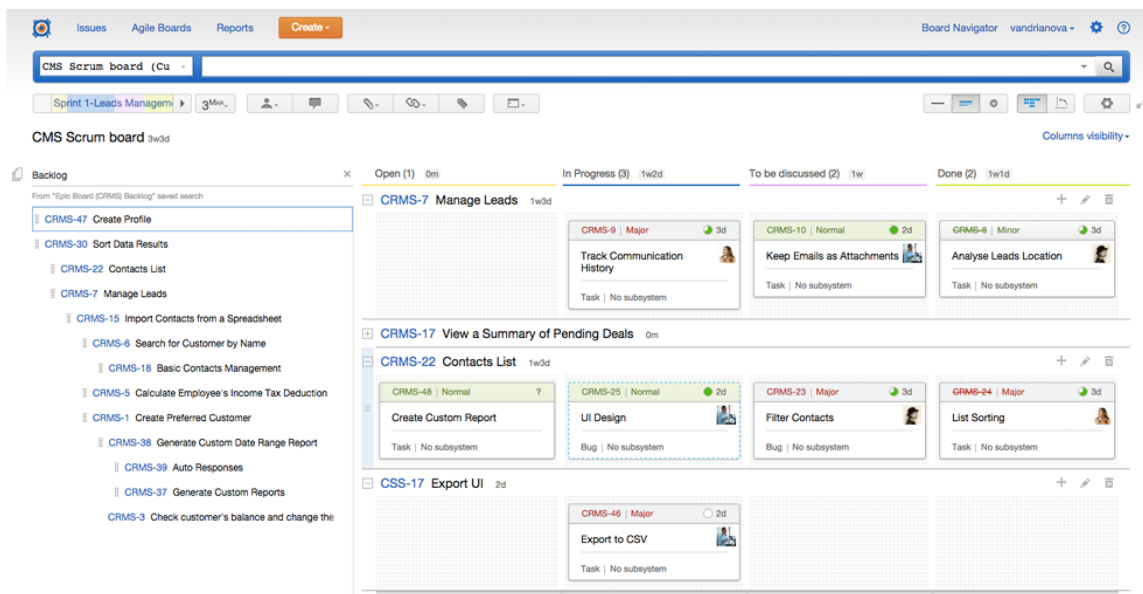 Issues Agile Boards Reports Create Board Navigator vandrianova
CMS Scrum board (Cu
Sprint 1-Leads Managem 3 Mar
CMS Scrum board 3w3d Columns visibility
Backlog
From "Epic Board (CRMS) Backlog" saved search
CRMS-47 Create Profile
CRMS-30 Sort Data Results
CRMS-22 Contacts List
CRMS-7 Manage Leads
CRMS-15 Import Contacts from a Spreadsheet
CRMS-6 Search for Customer by Name
CRMS-18 Basic Contacts Management
CRMS-5 Calculate Employee's Income Tax Deduction
CRMS-1 Create Preferred Customer
CRMS-38 Generate Custom Date Range Report
CRMS-39 Auto Responses
CRMS-37 Generate Custom Reports
CRMS-3 Check customer's balance and change the
Open (1) 0m In Progress (3) 1w2d To be discussed (2) 1w Done (2) 1w1d
CRMS-7 Manage Leads 1w3d
CRMS-9 | Major 3d
Track Communication
History
Task | No subsystem
CRMS-10 | Normal 2d
Keep Emails as Attachments
Task | No subsystem
CRMS-8 | Minor 3d
Analyse Leads Location
Task | No subsystem
CRMS-17 View a Summary of Pending Deals 0m
CRMS-22 Contacts List 1w3d
CRMS-48 | Normal ?
Create Custom Report
Task | No subsystem
CRMS-25 | Normal 2d
UI Design
Bug | No subsystem
CRMS-23 | Major 3d
Filter Contacts
Bug | No subsystem
CRMS-24 | Major 3d
List Sorting
Task | No subsystem
CSS-17 Export UI 2d
CRMS-46 | Major 2d
Export to CSV
Task | No subsystem